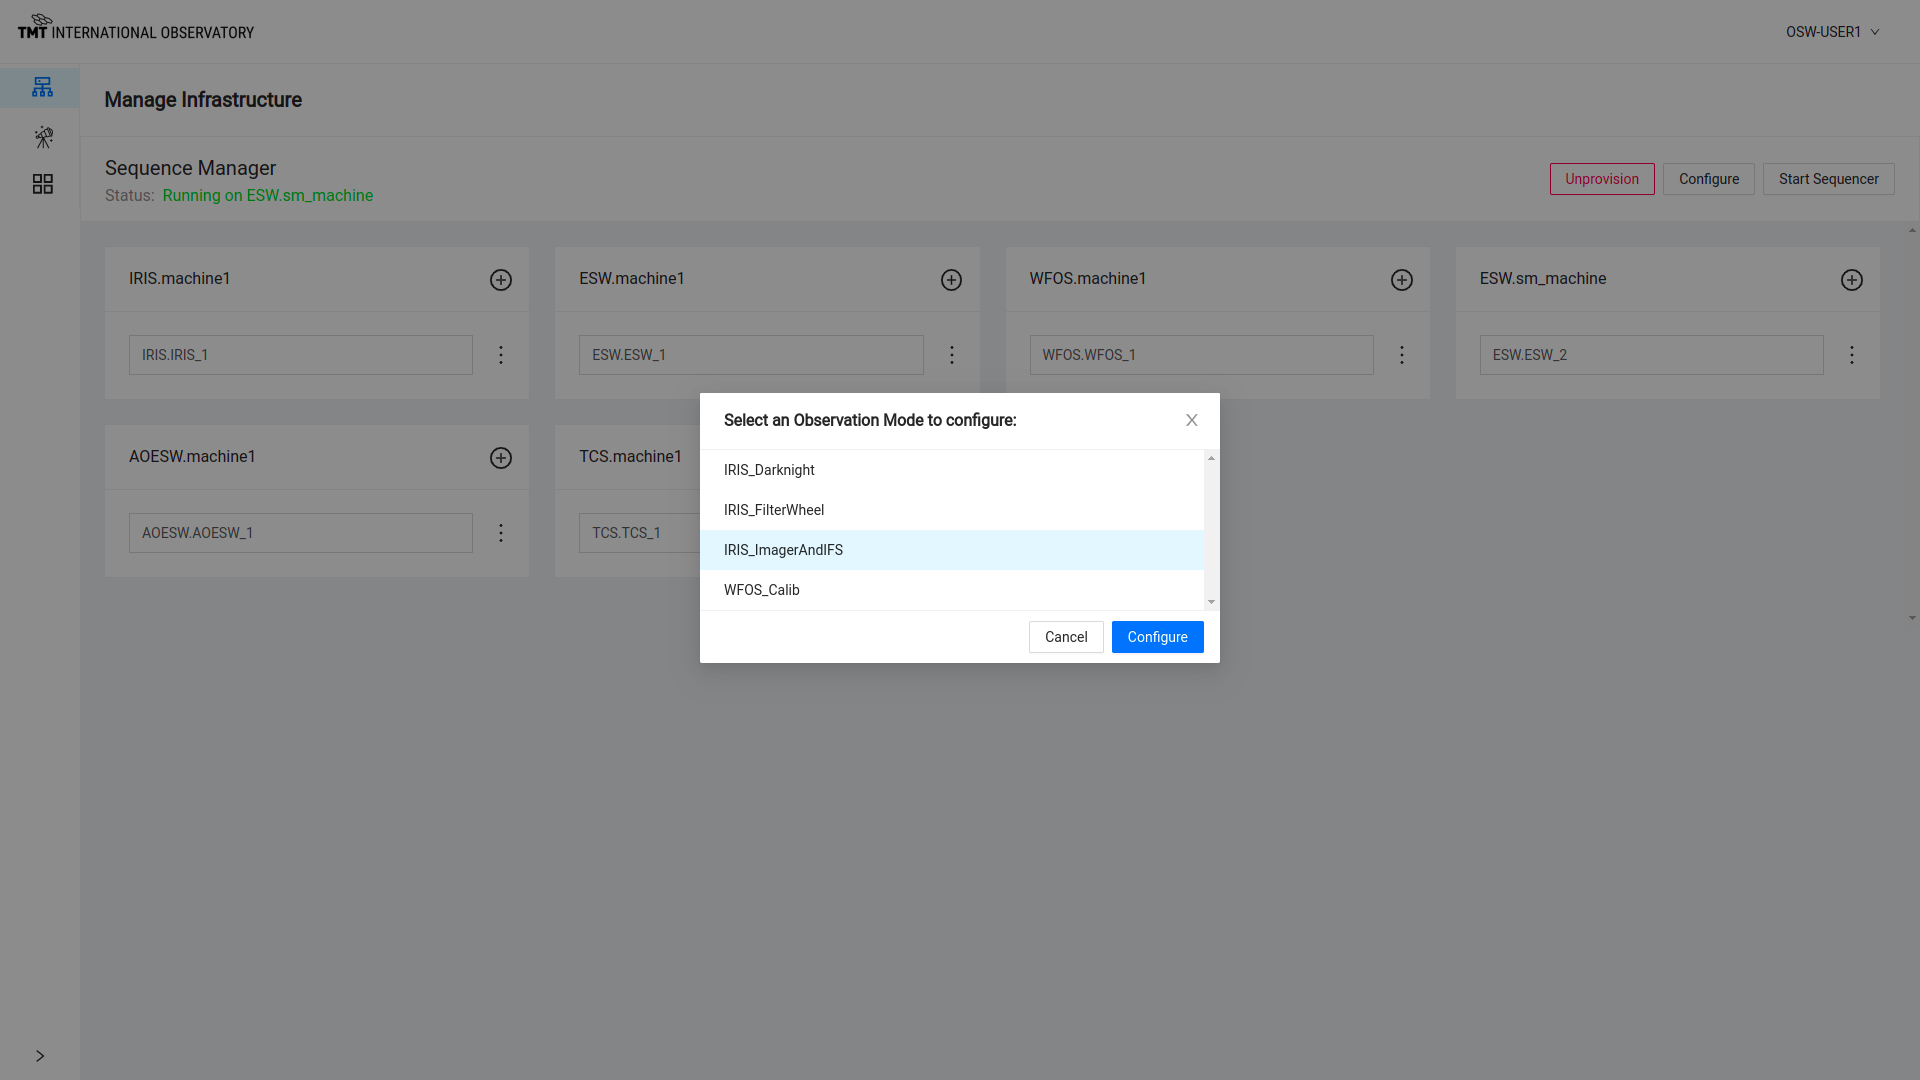 TMT INTERNATIONAL OBSERVATORY
OSW-USER1
Manage Infrastructure
Sequence Manager
Status: Running on ESW.sm_machine
Unprovision
Configure
Start Sequencer
IRIS.machine1
ESW.machine1
WFOS.machine1
ESW.sm_machine
IRIS.IRIS_1
ESW.ESW_1
WFOS.WFOS_1
ESW.ESW_2
AOESW.machine1
TCS.machine1
AOESW.AOESW_1
TCS.TCS_1
Select an Observation Mode to configure:
IRIS_Darknight
IRIS_FilterWheel
IRIS_ImagerAndIFS
WFOS_Calib
Cancel
Configure